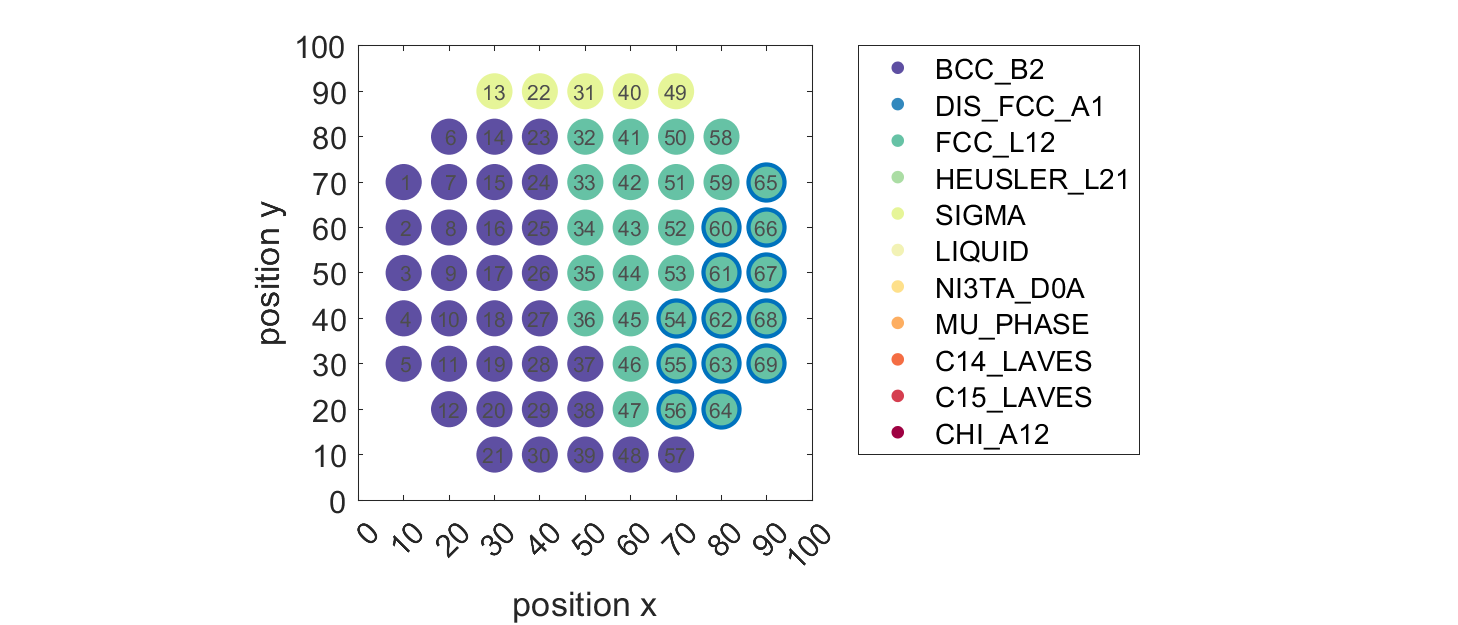 100
90
80
70
60
50
40
30
20
10
0
position y
13 22 31 40 49
6 14 23 32 41 50 58
1 7 15 24 33 42 51 59 65
2 8 16 25 34 43 52 60 66
3 9 17 26 35 44 53 61 67
4 10 18 27 36 45 54 62 68
5 11 19 28 37 46 55 63 69
12 20 29 38 47 56 64
21 30 39 48 57
0 10 20 30 40 50 60 70 80 90 100
position x
BCC_B2
DIS_FCC_A1
FCC_L12
HEUSLER_L21
SIGMA
LIQUID
NI3TA_D0A
MU_PHASE
C14_LAVES
C15_LAVES
CHI_A12